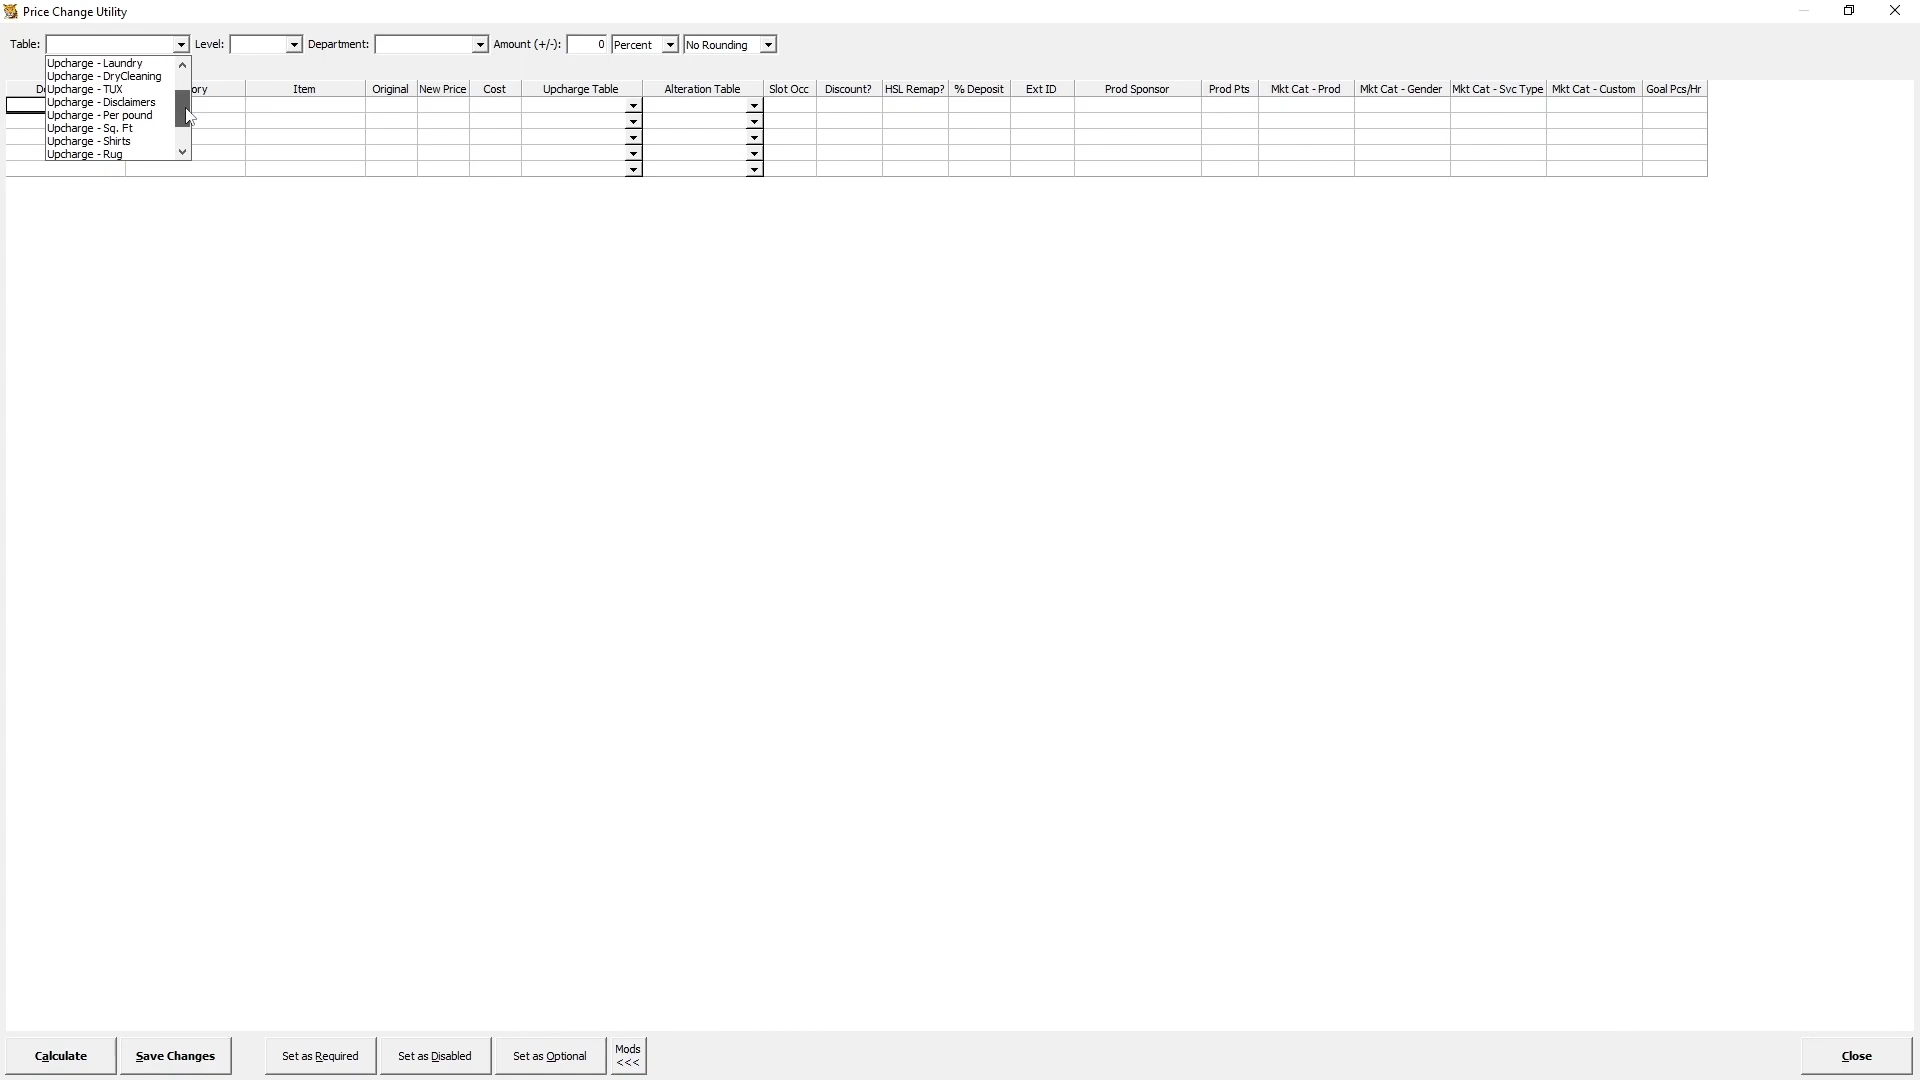 Price Change Utility
Table: Level: Department: Amount (+/-): 0 Percent No Rounding
Upcharge - Laundry
Upcharge - DryCleaning
Upcharge - TUX
Upcharge - Disclaimers
Upcharge - Per pound
Upcharge - Sq. Ft
Upcharge - Shirts
Upcharge - Rug
De ory Item Original New Price Cost Upcharge Table Alteration Table Slot Occ Discount? HSL Remap? % Deposit Ext ID Prod Sponsor Prod Pts Mkt Cat - Prod Mkt Cat - Gender Mkt Cat - Svc Type Mkt Cat - Custom Goal Pcs/Hr
Calculate Save Changes Set as Required Set as Disabled Set as Optional Mods <<< Close